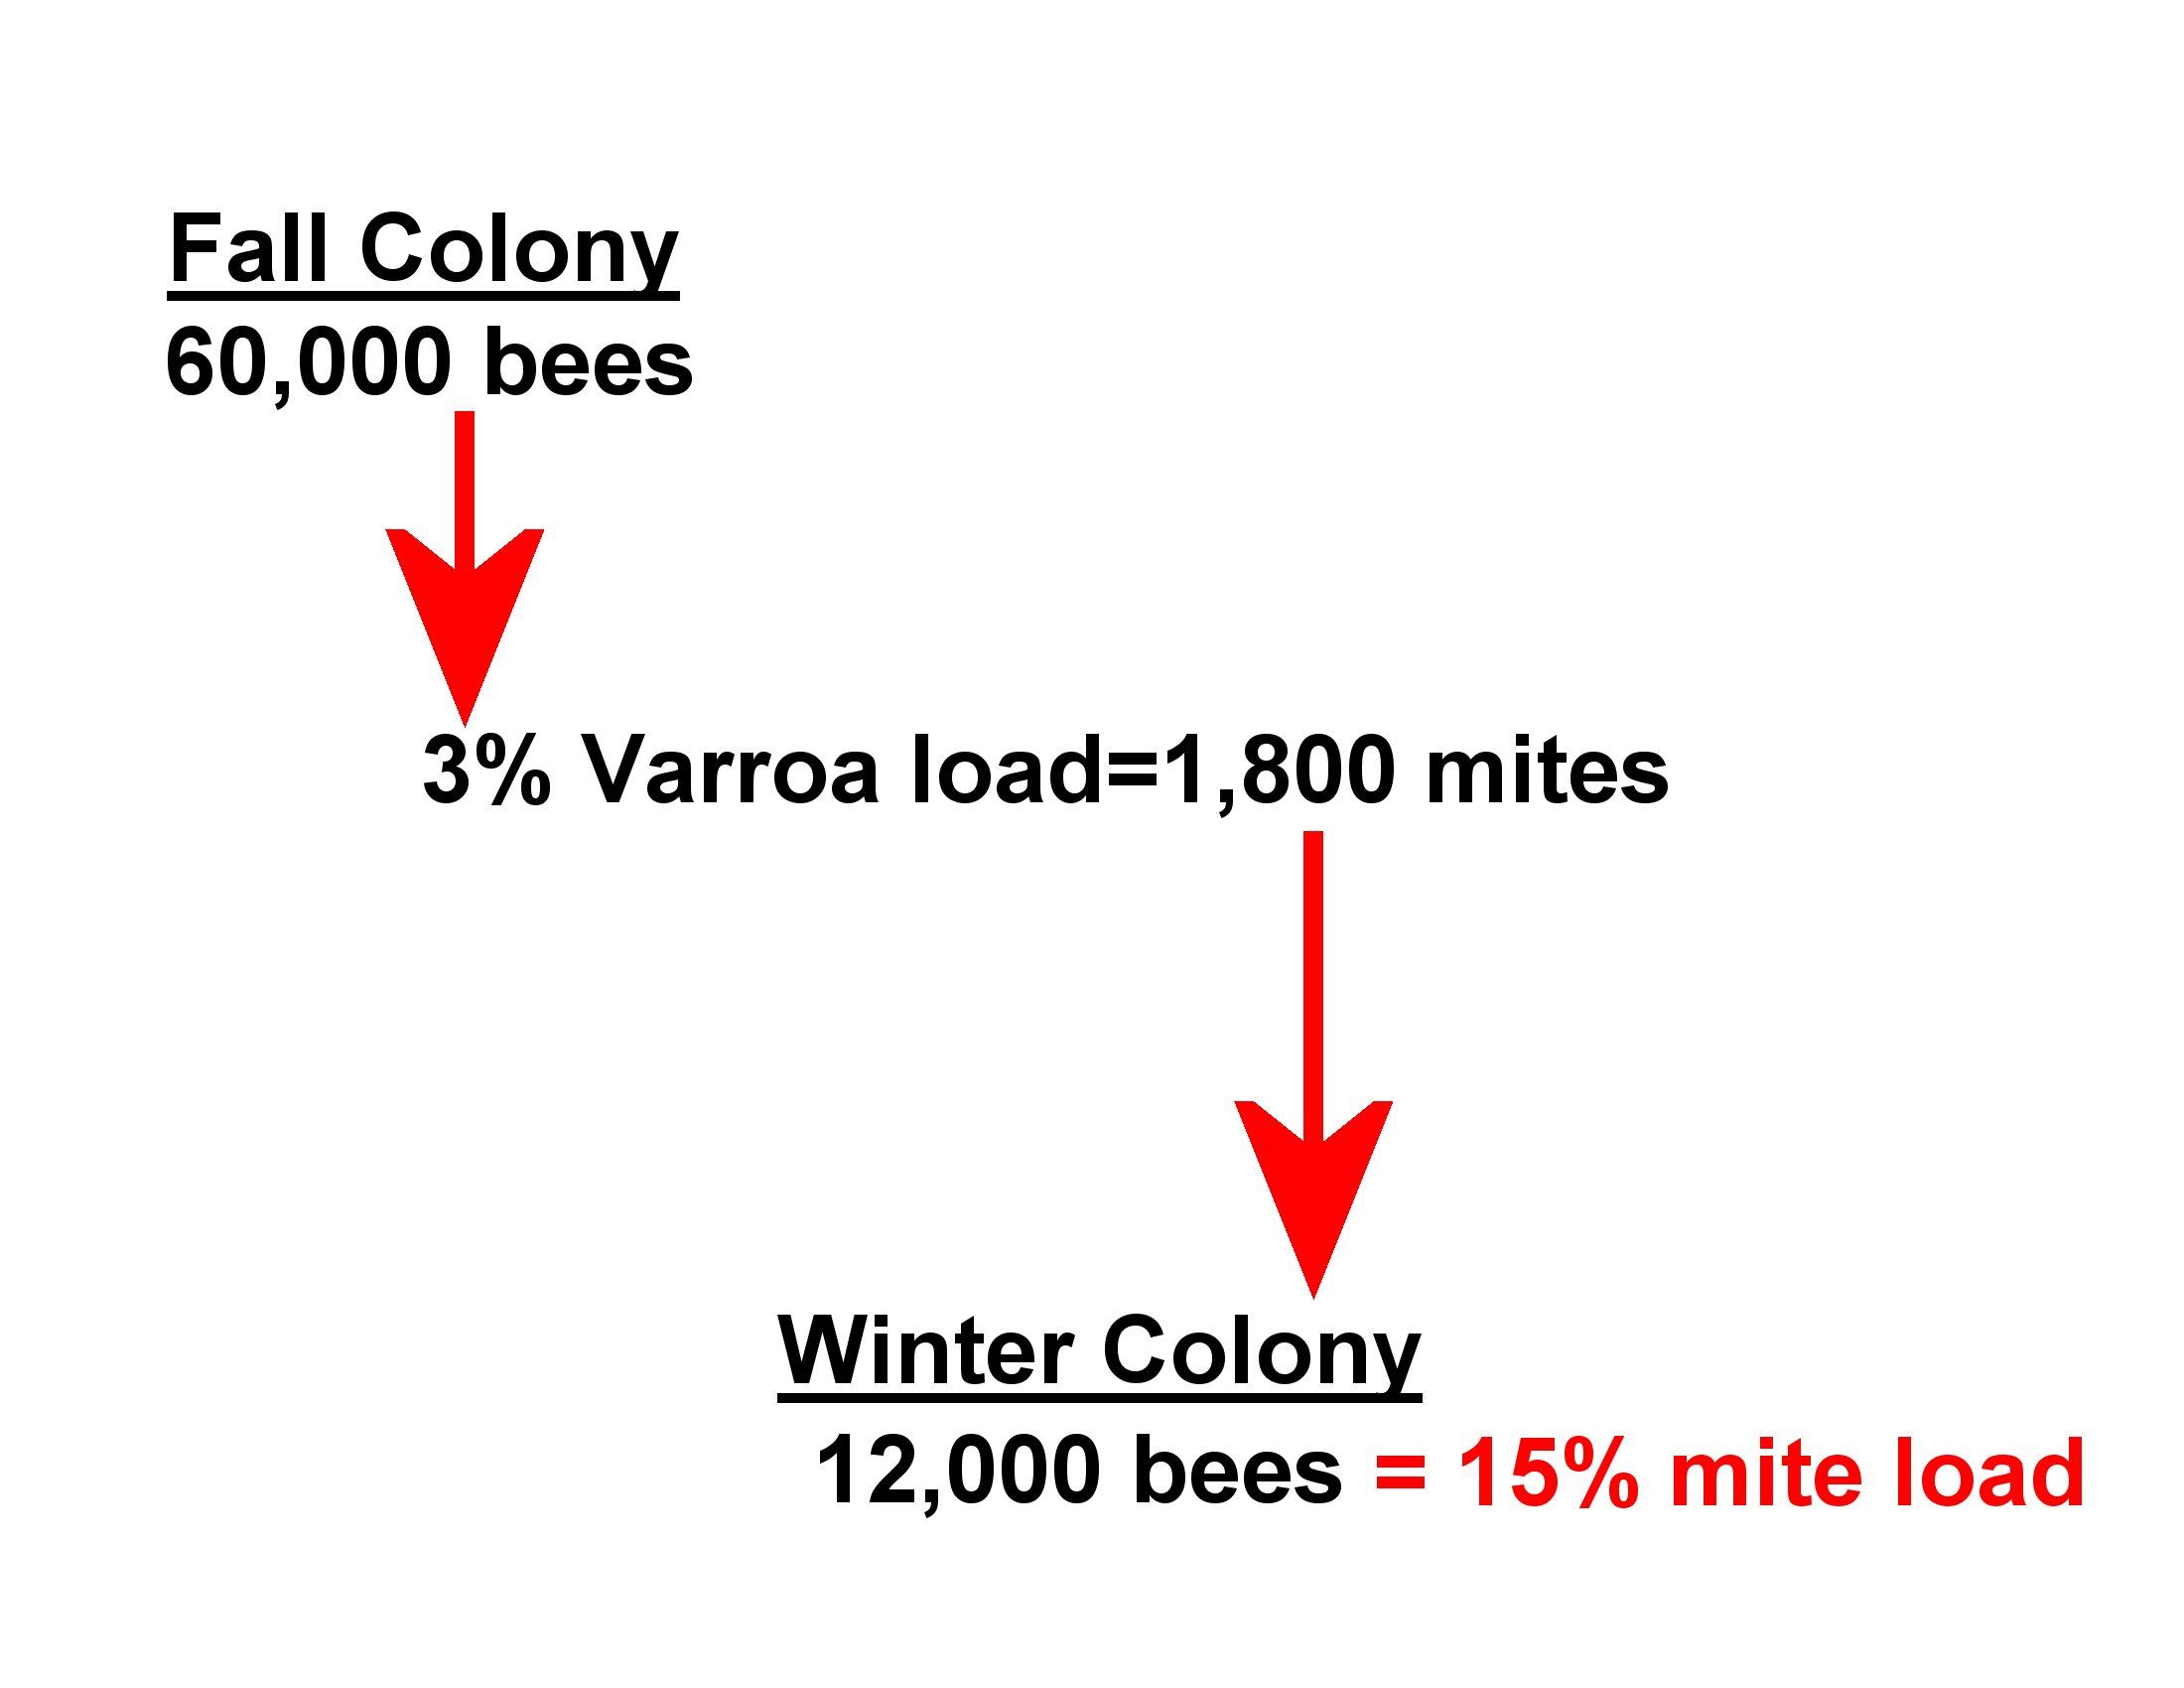 Fall Colony
60,000 bees
3% Varroa load=1,800 mites
Winter Colony
12,000 bees = 15% mite load